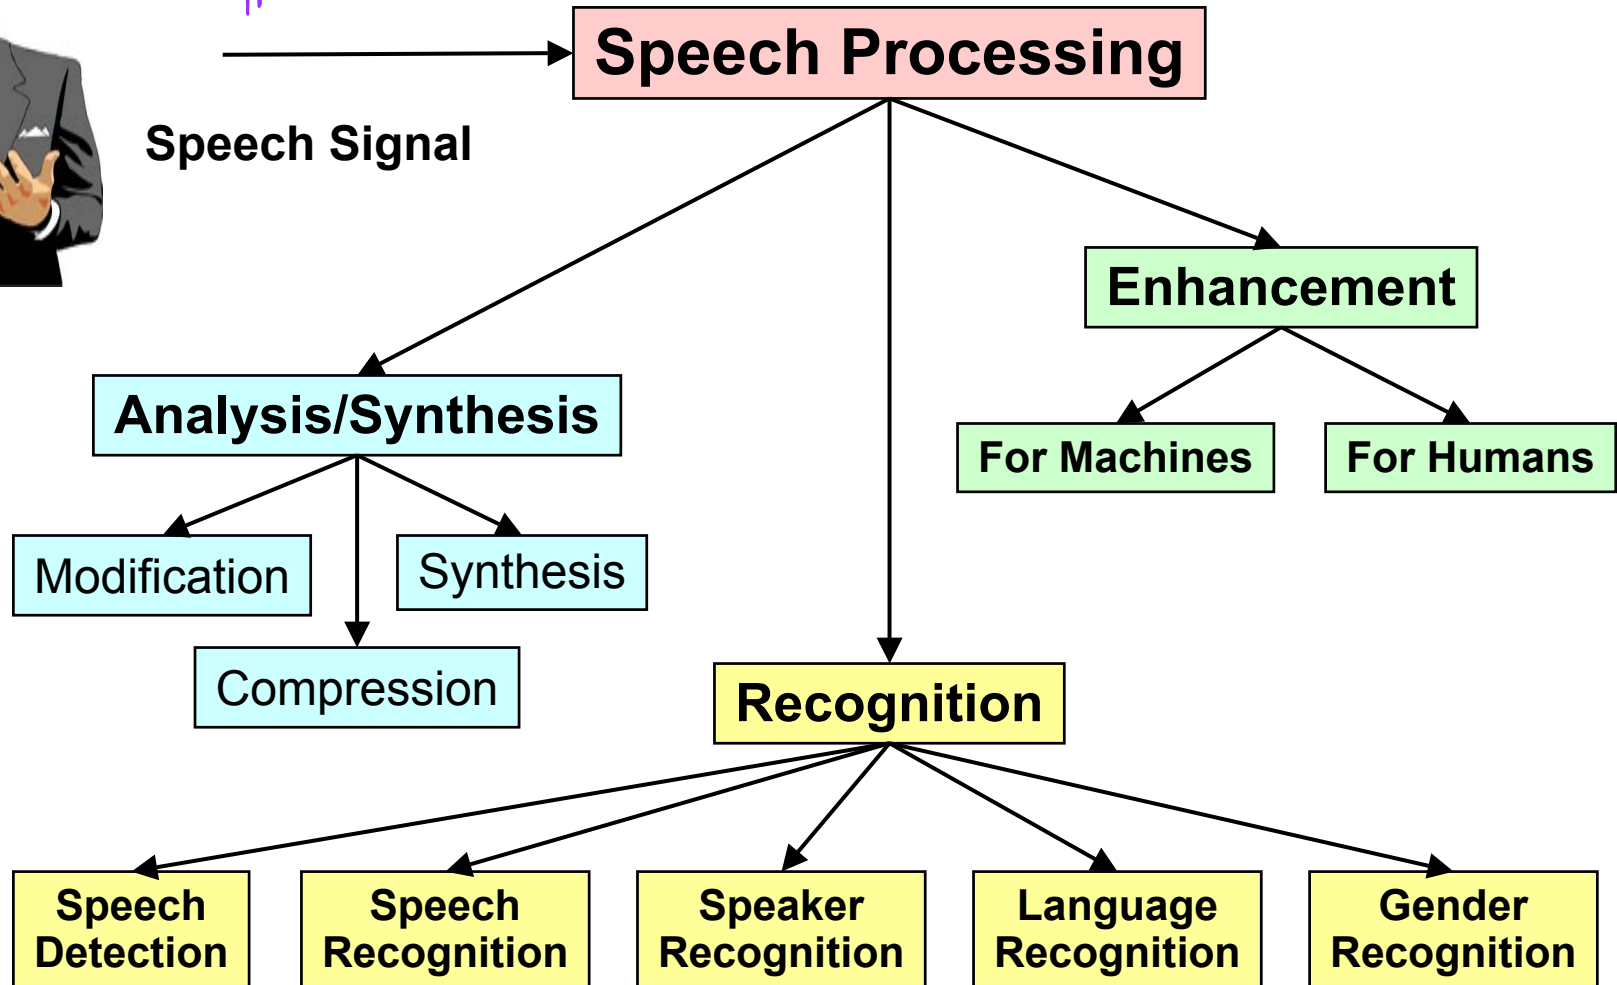 Speech Processing
Speech Signal
Enhancement
Analysis/Synthesis
For Machines
For Humans
Modification
Synthesis
Compression
Recognition
Speech
Detection
Speech
Recognition
Speaker
Recognition
Language
Recognition
Gender
Recognition